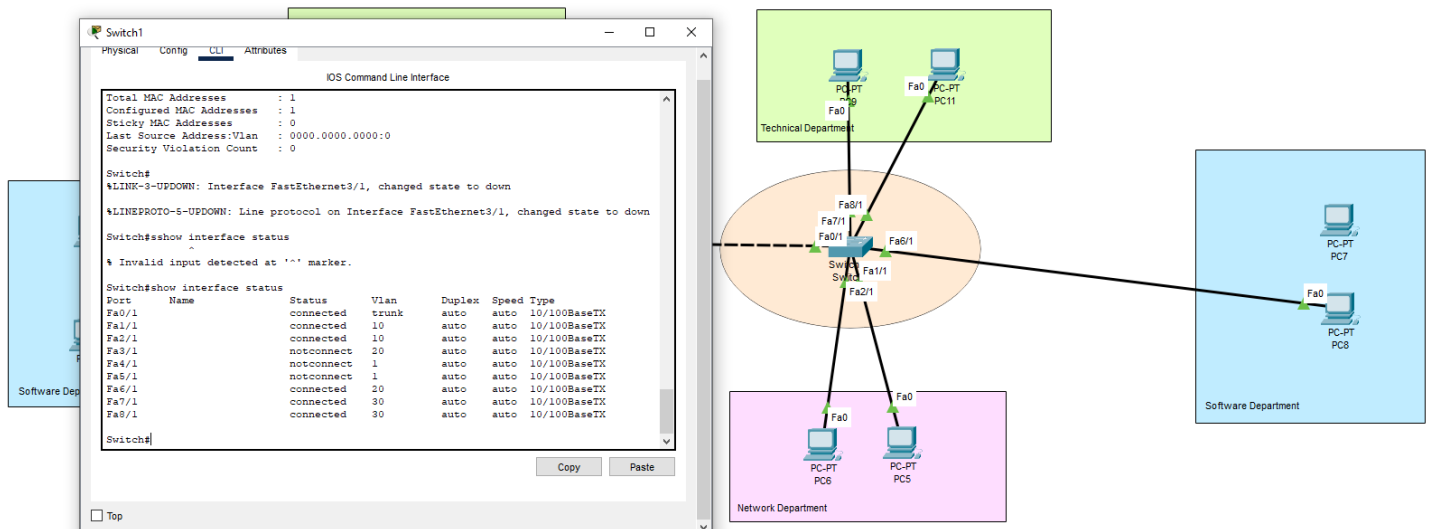 Switch1
Physical Config CLI Attributes
IOS Command Line Interface
Total MAC Addresses : 1
Configured MAC Addresses : 1
Sticky MAC Addresses : 0
Last Source Address:Vlan : 0000.0000.0000:0
Security Violation Count : 0
Switch#
%LINK-3-UPDOWN: Interface FastEthernet3/1, changed state to down
%LINEPROTO-5-UPDOWN: Line protocol on Interface FastEthernet3/1, changed state to down
Switch#sshow interface status
^
% Invalid input detected at '^' marker.
Switch#show interface status
Port Name Status Vlan Duplex Speed Type
Fa0/1 connected trunk auto auto 10/100BaseTX
Fa1/1 connected 10 auto auto 10/100BaseTX
Fa2/1 connected 10 auto auto 10/100BaseTX
Fa3/1 notconnect 20 auto auto 10/100BaseTX
Fa4/1 notconnect 1 auto auto 10/100BaseTX
Fa5/1 notconnect 1 auto auto 10/100BaseTX
Fa6/1 connected 20 auto auto 10/100BaseTX
Fa7/1 connected 30 auto auto 10/100BaseTX
Fa8/1 connected 30 auto auto 10/100BaseTX
Switch#
Copy Paste
Top
Software Dep
PC-PT
Fa0
Fa0
PC-PT
PC11
Technical Department
Fa8/1
Fa7/1
Fa0/1
Fa6/1
Fa1/1
Fa2/1
PC-PT
PC7
Fa0
PC-PT
PC8
Software Department
Fa0
Fa0
PC-PT
PC6
PC-PT
PC5
Network Department